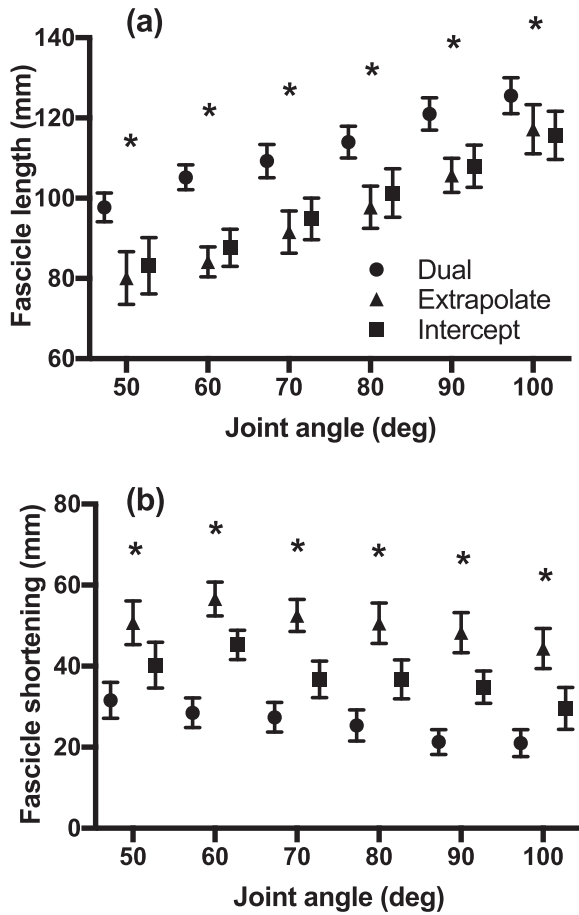 (a)
Fascicle length (mm)
140
120
100
80
60
* * * * * *
Dual
Extrapolate
Intercept
50 60 70 80 90 100
Joint angle (deg)
(b)
Fascicle shortening (mm)
80
60
40
20
0
* * * * * *
50 60 70 80 90 100
Joint angle (deg)